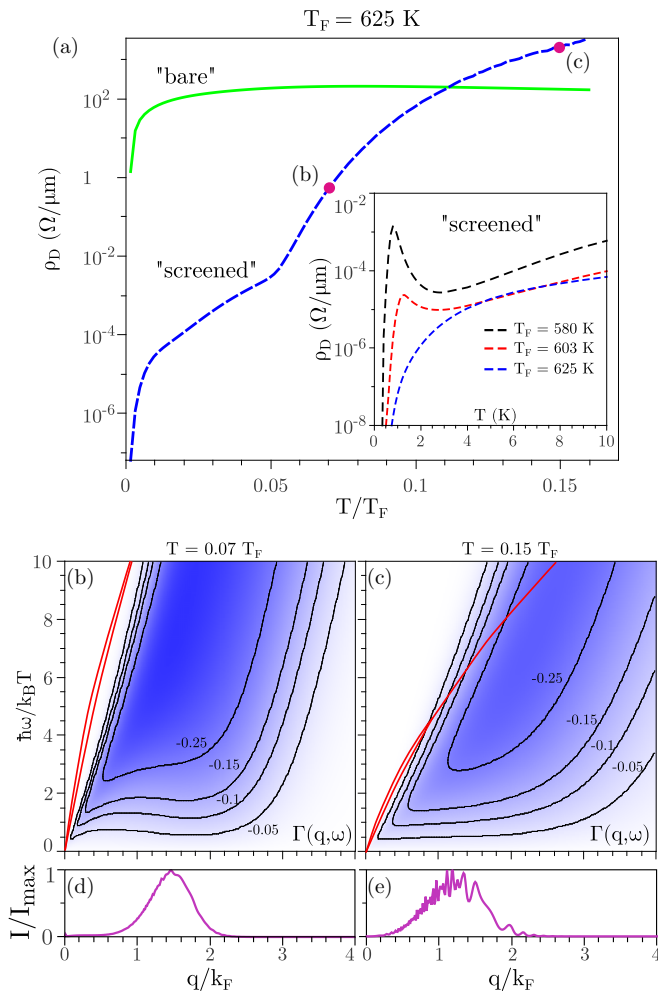 T_F = 625 K
(a)
"bare"
(c)
10^2
(b)
1
"screened"
10^-2
10^-4
10^-6
ρ_D (Ω/μm)
0
0.05
0.10
0.15
T/T_F
"screened"
10^-2
10^-4
10^-6
10^-8
ρ_D (Ω/μm)
T_F = 580 K
T_F = 603 K
T_F = 625 K
T (K)
0 2 4 6 8 10
T = 0.07 T_F
T = 0.15 T_F
(b)
(c)
10
8
6
4
2
0
ħω/k_BT
-0.25
-0.15
-0.1
-0.05
Γ(q,ω)
-0.25
-0.15
-0.1
-0.05
Γ(q,ω)
(d)
(e)
I/I_max
0 1 2 3 4
0 1 2 3 4
q/k_F
q/k_F